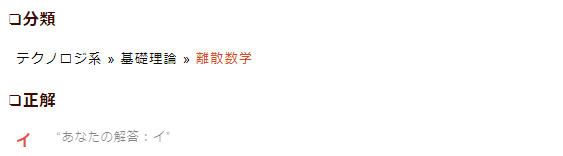 ❏分類
テクノロジ系 » 基礎理論 » 離散数学
❏正解
イ “あなたの解答：イ”